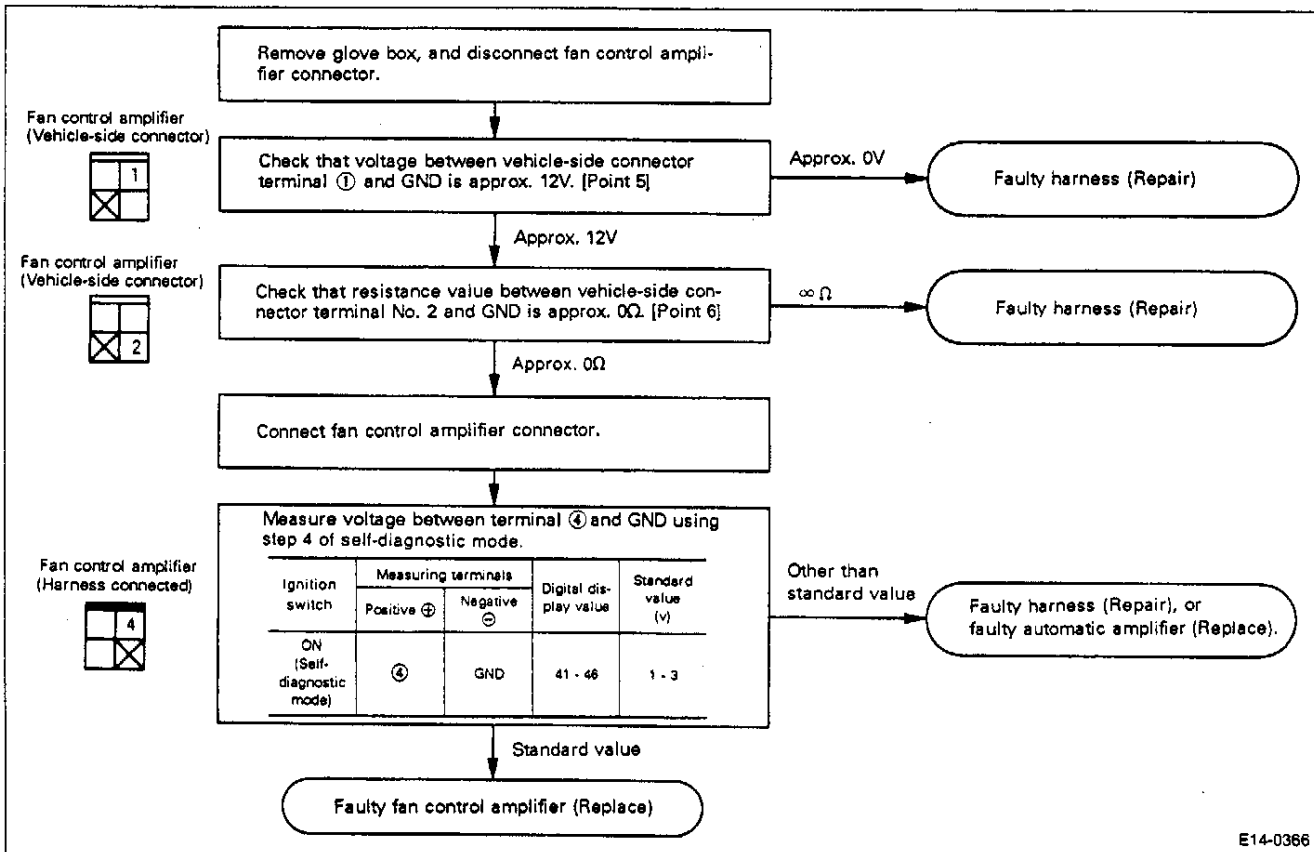 Remove glove box, and disconnect fan control ampli-
fier connector.
Fan control amplifier
(Vehicle-side connector)
1
Check that voltage between vehicle-side connector
terminal ① and GND is approx. 12V. [Point 5]
Approx. 0V
Faulty harness (Repair)
Approx. 12V
Fan control amplifier
(Vehicle-side connector)
2
Check that resistance value between vehicle-side con-
nector terminal No. 2 and GND is approx. 0Ω. [Point 6]
∞ Ω
Faulty harness (Repair)
Approx. 0Ω
Connect fan control amplifier connector.
Fan control amplifier
(Harness connected)
4
Measure voltage between terminal ④ and GND using
step 4 of self-diagnostic mode.
Ignition
switch
Measuring terminals
Positive ⊕
Negative
⊖
Digital dis-
play value
Standard
value
(v)
ON
(Self-
diagnostic
mode)
④
GND
41 - 46
1 - 3
Other than
standard value
Faulty harness (Repair), or
faulty automatic amplifier (Replace).
Standard value
Faulty fan control amplifier (Replace)
E14-0366